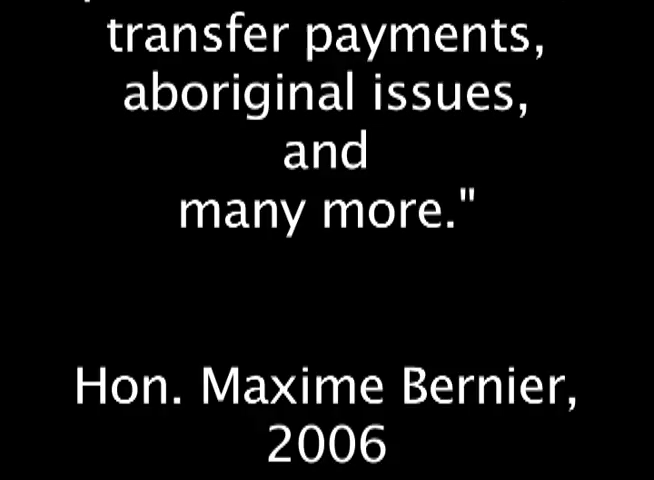 transfer payments,
aboriginal issues,
and
many more."
Hon. Maxime Bernier,
2006